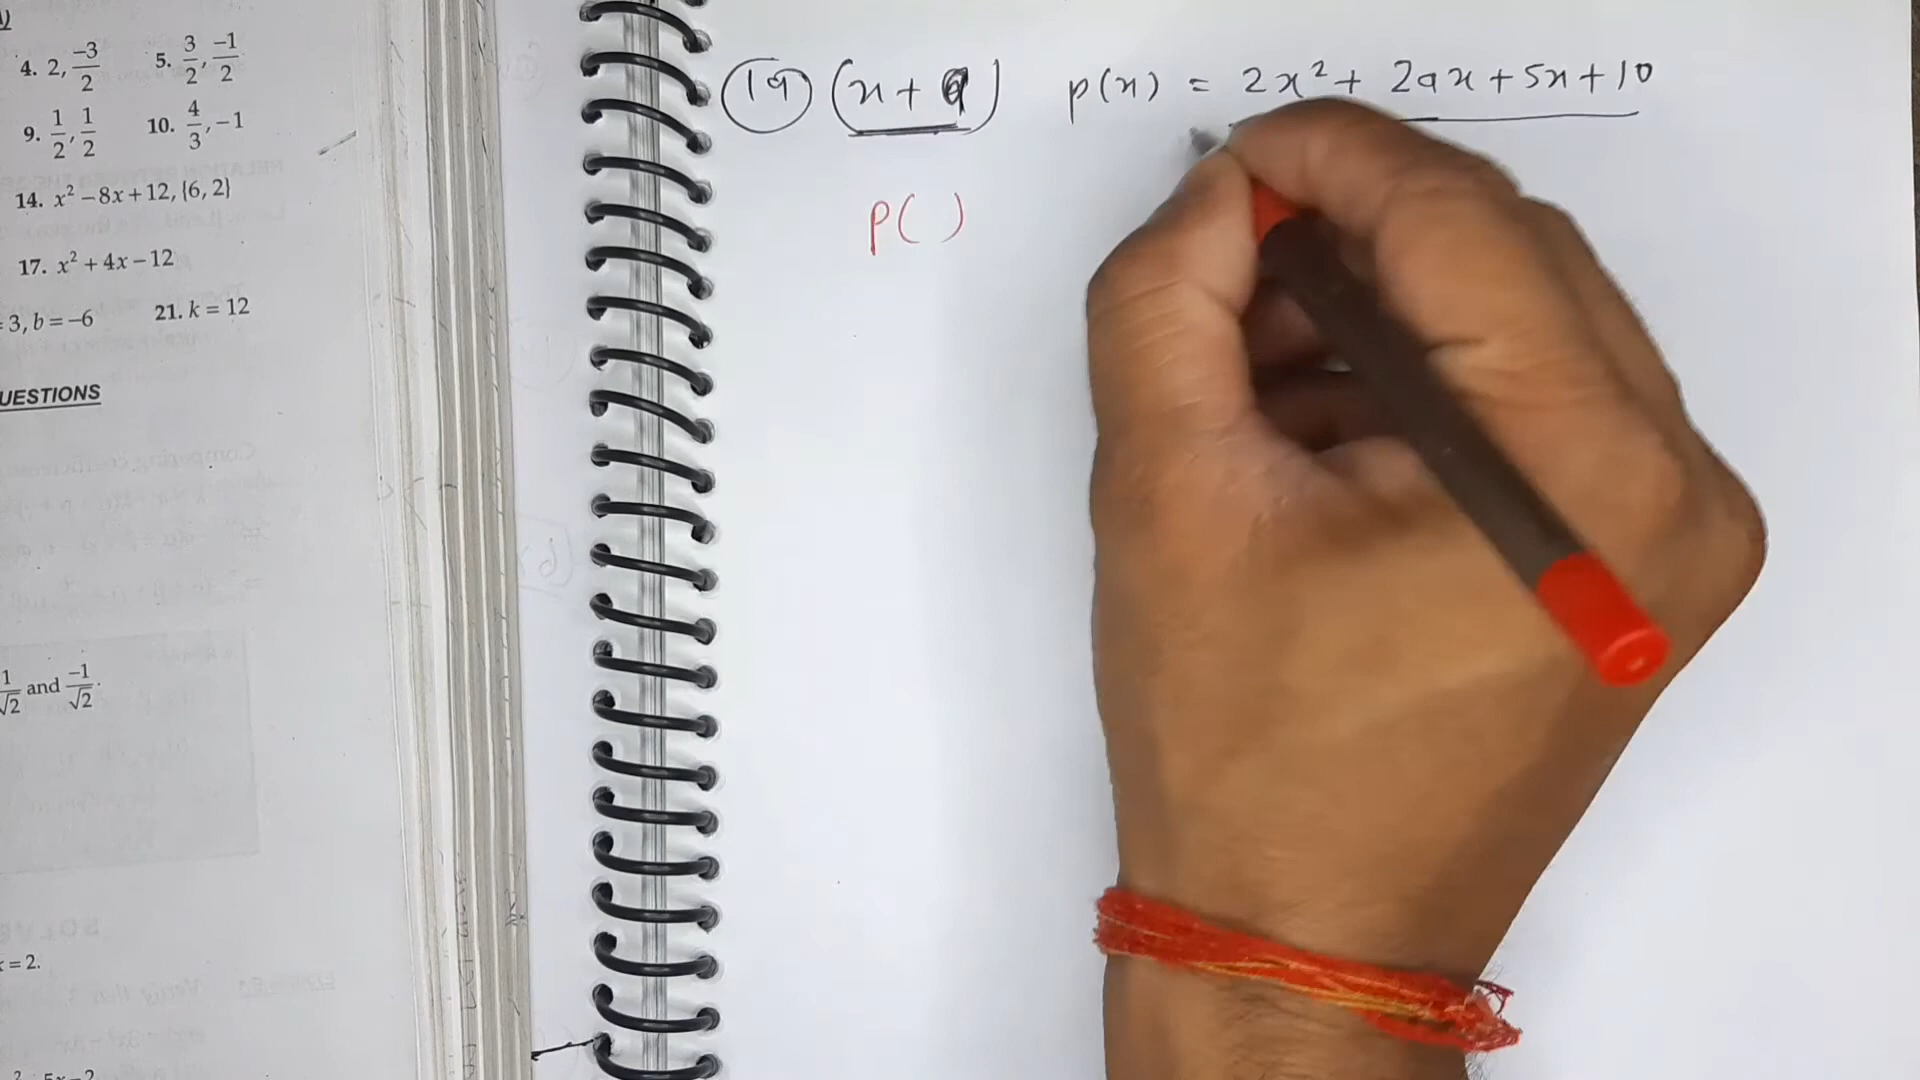 4. 2, -3/2 5. 3/2, -1/2
9. 1/2, 1/2 10. 4/3, -1
14. x² - 8x + 12, {6, 2}
17. x² + 4x - 12
= 3, b = -6 21. k = 12
UESTIONS
1/√2 and -1/√2.
= 2.
(19) (x + a) p(x) = 2x² + 2ax + 5x + 10
P( )